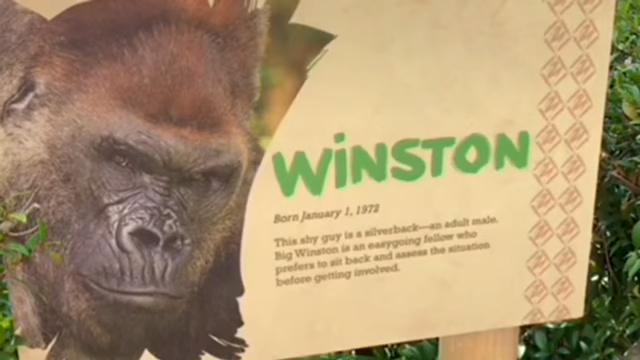 WiNSTON
Born January 1, 1972
This shy guy is a silverback—an adult male.
Big Winston is an easygoing fellow who
prefers to sit back and assess the situation
before getting involved.